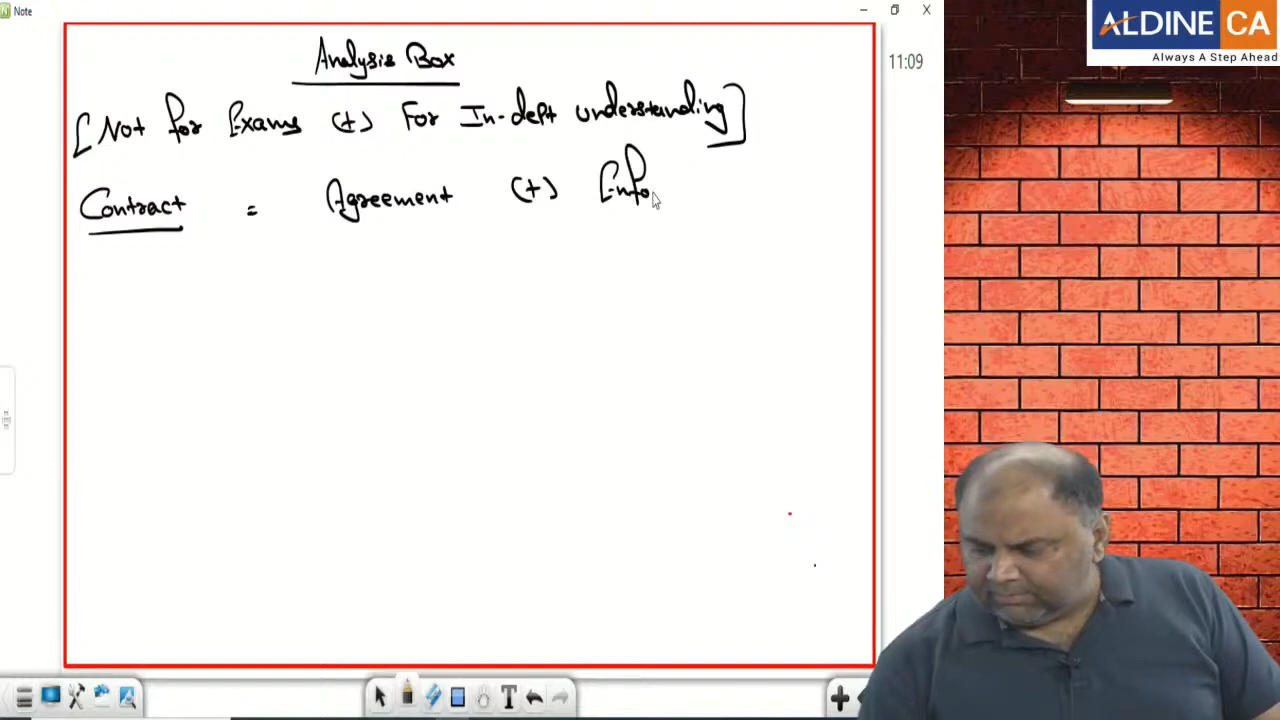 Note
ALDINE CA
Always A Step Ahead
11:09
Analysis Box
[Not for Exams (+) For In-dept understanding]
Contract = Agreement (+) Enfo
T